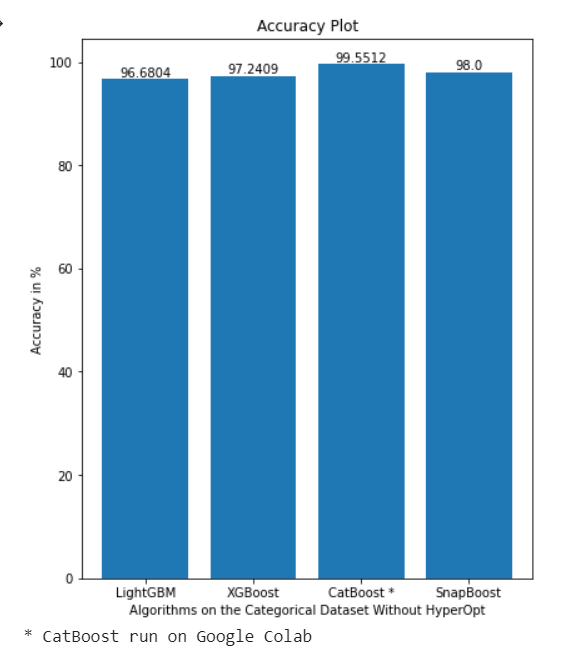 Accuracy Plot
100
80
60
40
20
0
Accuracy in %
96.6804
97.2409
99.5512
98.0
LightGBM
XGBoost
CatBoost *
SnapBoost
Algorithms on the Categorical Dataset Without HyperOpt
* CatBoost run on Google Colab